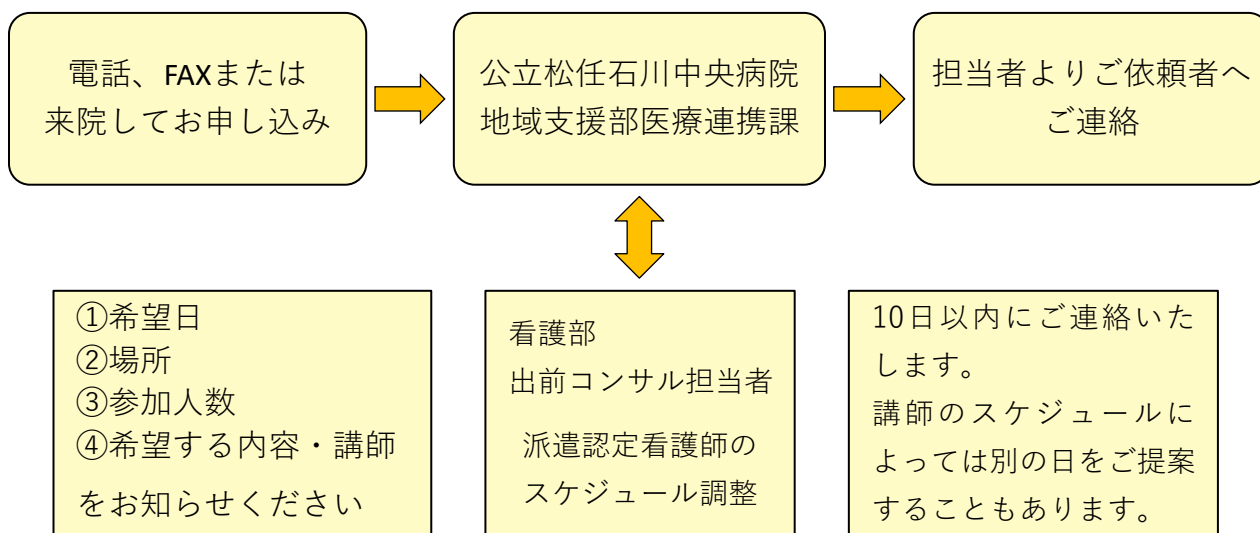 電話、FAXまたは
来院してお申し込み
公立松任石川中央病院
地域支援部医療連携課
担当者よりご依頼者へ
ご連絡
①希望日
②場所
③参加人数
④希望する内容・講師
をお知らせください
看護部
出前コンサル担当者
派遣認定看護師の
スケジュール調整
10日以内にご連絡いた
します。
講師のスケジュールに
よっては別の日をご提案
することもあります。